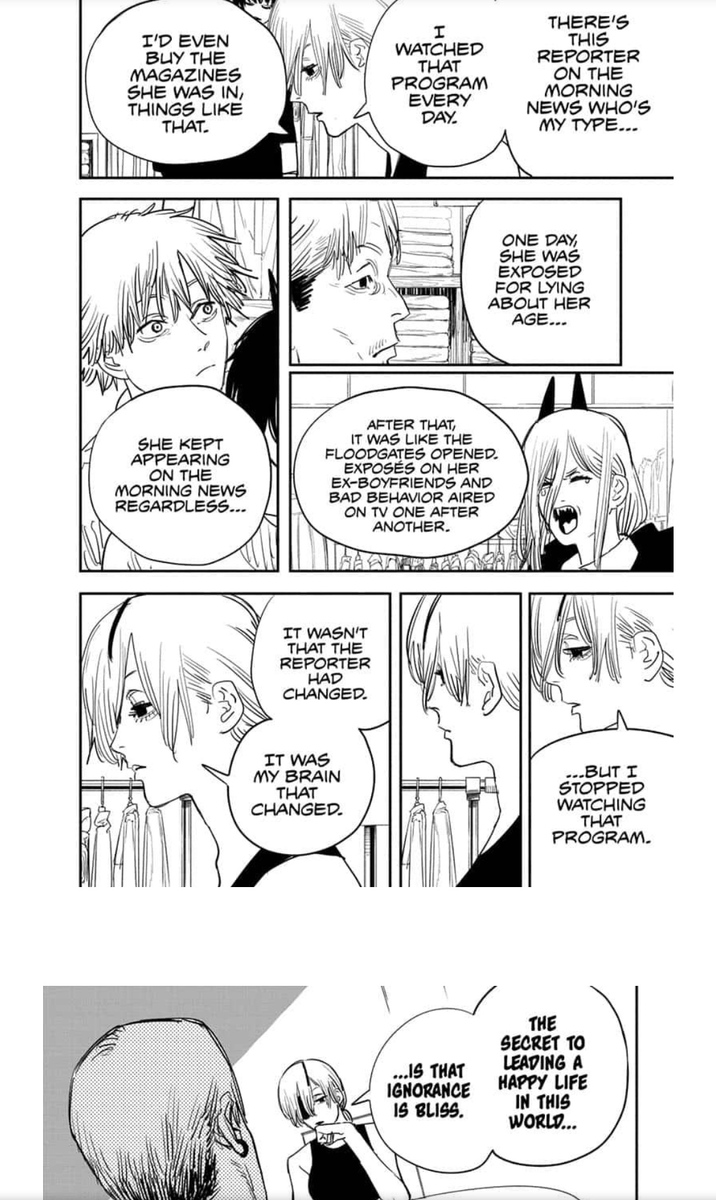 THERE'S
THIS
REPORTER
ON THE
MORNING
NEWS WHO'S
MY TYPE...
I
WATCHED
THAT
PROGRAM
EVERY
DAY.
I'D EVEN
BUY THE
MAGAZINES
SHE WAS IN,
THINGS LIKE
THAT.
ONE DAY,
SHE WAS
EXPOSED
FOR LYING
ABOUT HER
AGE...
SHE KEPT
APPEARING
ON THE
MORNING NEWS
REGARDLESS...
AFTER THAT,
IT WAS LIKE THE
FLOODGATES OPENED.
EXPOSÉS ON HER
EX-BOYFRIENDS AND
BAD BEHAVIOR AIRED
ON TV ONE AFTER
ANOTHER.
...BUT I
STOPPED
WATCHING
THAT
PROGRAM.
IT WASN'T
THAT THE
REPORTER
HAD
CHANGED.
IT WAS
MY BRAIN
THAT
CHANGED.
THE
SECRET TO
LEADING A
HAPPY LIFE
IN THIS
WORLD...
...IS THAT
IGNORANCE
IS BLISS.